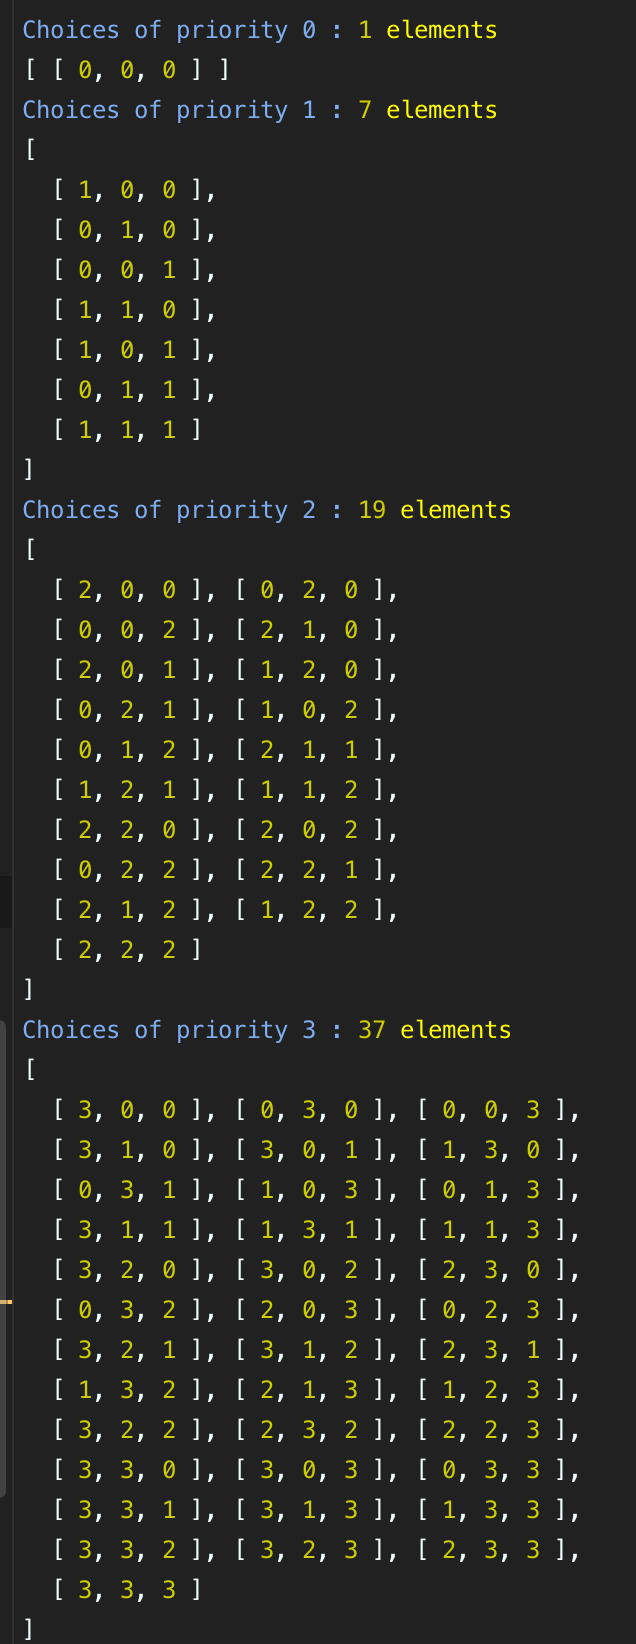 Choices of priority 0 : 1 elements
[ [ 0, 0, 0 ] ]
Choices of priority 1 : 7 elements
[
  [ 1, 0, 0 ],
  [ 0, 1, 0 ],
  [ 0, 0, 1 ],
  [ 1, 1, 0 ],
  [ 1, 0, 1 ],
  [ 0, 1, 1 ],
  [ 1, 1, 1 ]
]
Choices of priority 2 : 19 elements
[
  [ 2, 0, 0 ], [ 0, 2, 0 ],
  [ 0, 0, 2 ], [ 2, 1, 0 ],
  [ 2, 0, 1 ], [ 1, 2, 0 ],
  [ 0, 2, 1 ], [ 1, 0, 2 ],
  [ 0, 1, 2 ], [ 2, 1, 1 ],
  [ 1, 2, 1 ], [ 1, 1, 2 ],
  [ 2, 2, 0 ], [ 2, 0, 2 ],
  [ 0, 2, 2 ], [ 2, 2, 1 ],
  [ 2, 1, 2 ], [ 1, 2, 2 ],
  [ 2, 2, 2 ]
]
Choices of priority 3 : 37 elements
[
  [ 3, 0, 0 ], [ 0, 3, 0 ], [ 0, 0, 3 ],
  [ 3, 1, 0 ], [ 3, 0, 1 ], [ 1, 3, 0 ],
  [ 0, 3, 1 ], [ 1, 0, 3 ], [ 0, 1, 3 ],
  [ 3, 1, 1 ], [ 1, 3, 1 ], [ 1, 1, 3 ],
  [ 3, 2, 0 ], [ 3, 0, 2 ], [ 2, 3, 0 ],
  [ 0, 3, 2 ], [ 2, 0, 3 ], [ 0, 2, 3 ],
  [ 3, 2, 1 ], [ 3, 1, 2 ], [ 2, 3, 1 ],
  [ 1, 3, 2 ], [ 2, 1, 3 ], [ 1, 2, 3 ],
  [ 3, 2, 2 ], [ 2, 3, 2 ], [ 2, 2, 3 ],
  [ 3, 3, 0 ], [ 3, 0, 3 ], [ 0, 3, 3 ],
  [ 3, 3, 1 ], [ 3, 1, 3 ], [ 1, 3, 3 ],
  [ 3, 3, 2 ], [ 3, 2, 3 ], [ 2, 3, 3 ],
  [ 3, 3, 3 ]
]